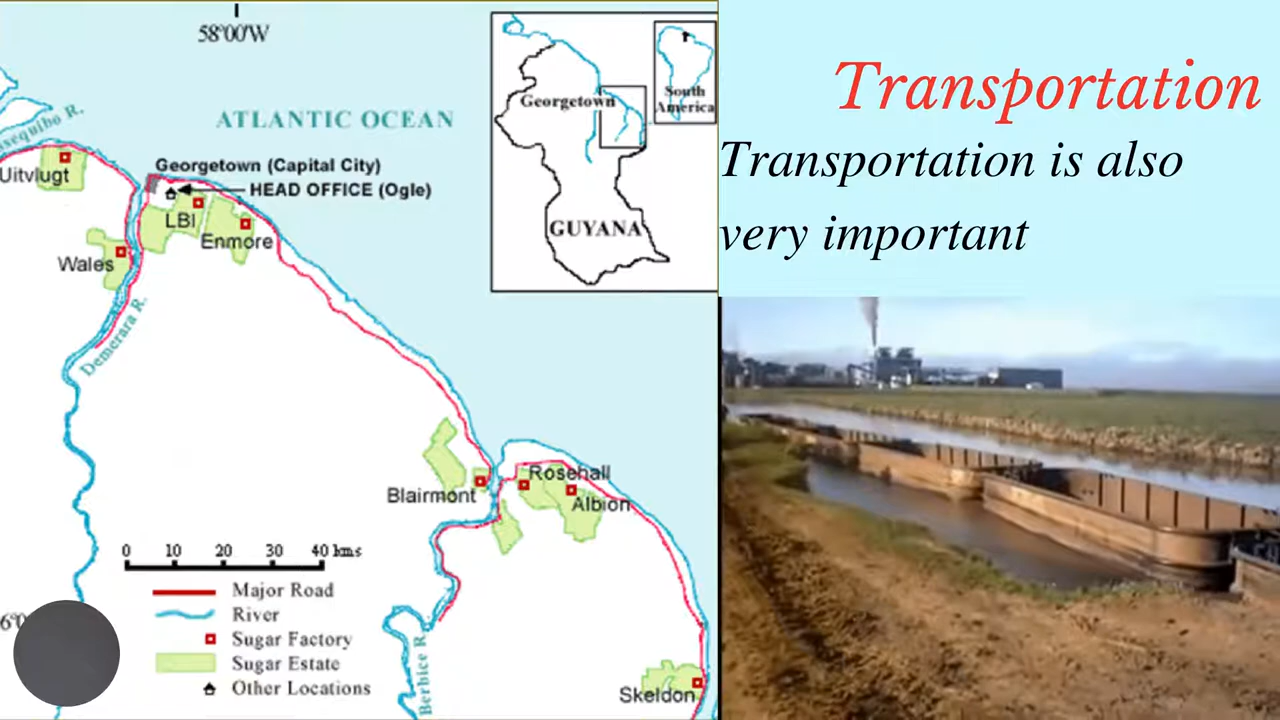 58°00'W
ATLANTIC OCEAN
Georgetown (Capital City)
HEAD OFFICE (Ogle)
Uitvlugt
LBI
Enmore
Wales
Demerara R.
Blairmont
Rosehall
Albion
Berbice R
Skeldon
0 10 20 30 40 kms
Major Road
River
Sugar Factory
Sugar Estate
Other Locations
Georgetown
GUYANA
South
America
Transportation
Transportation is also
very important